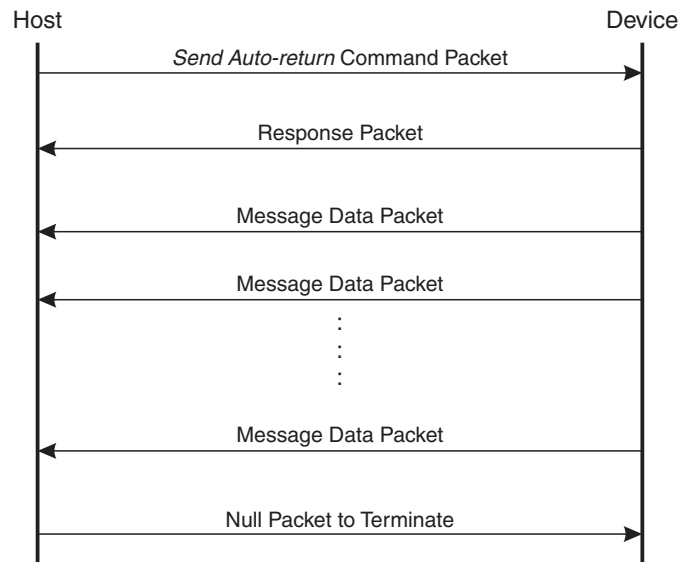 Host Device
Send Auto-return Command Packet
Response Packet
Message Data Packet
Message Data Packet
:
:
:
Message Data Packet
Null Packet to Terminate